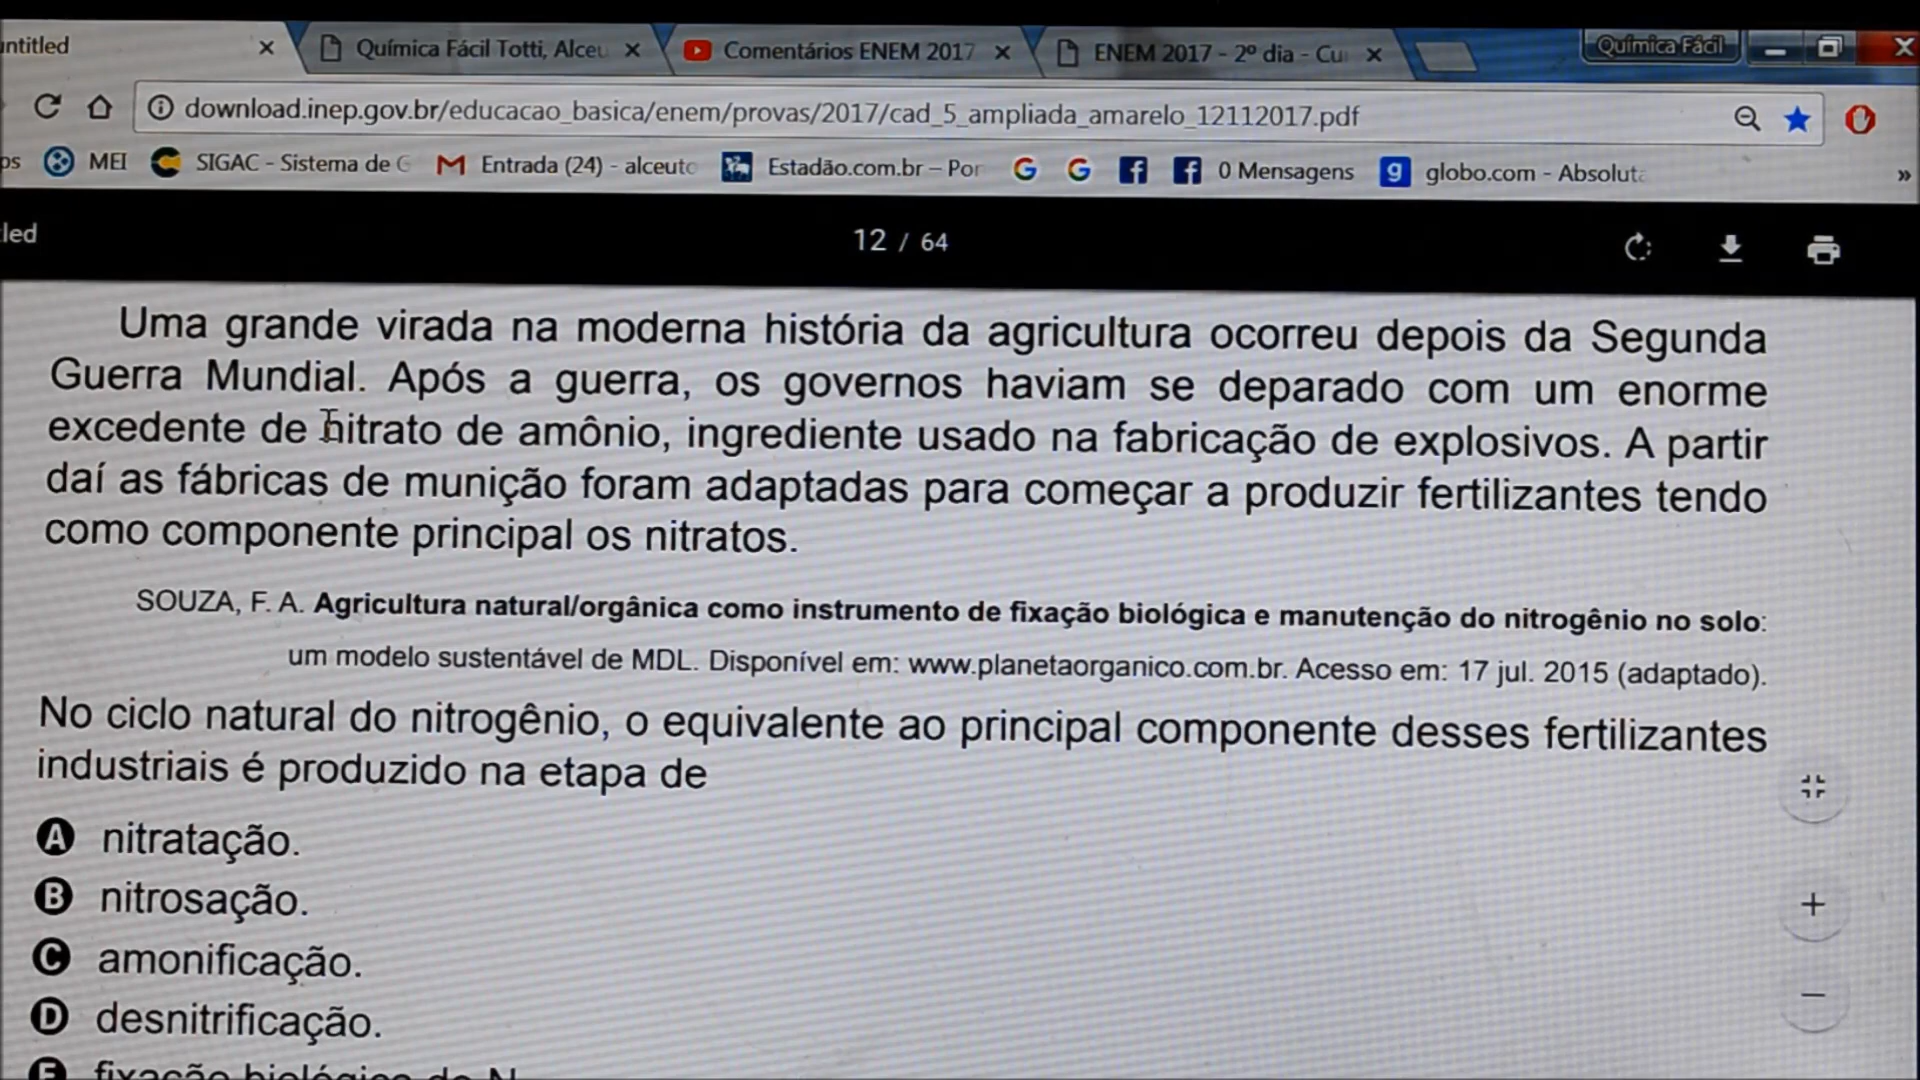 ntitled
Química Fácil Totti, Alceu
Comentários ENEM 2017
ENEM 2017 - 2º dia - Cu
Química Fácil
download.inep.gov.br/educacao_basica/enem/provas/2017/cad_5_ampliada_amarelo_12112017.pdf
ps MEI SIGAC - Sistema de G Entrada (24) - alceuto Estadão.com.br – Por 0 Mensagens globo.com - Absoluta »
led 12 / 64
Uma grande virada na moderna história da agricultura ocorreu depois da Segunda
Guerra Mundial. Após a guerra, os governos haviam se deparado com um enorme
excedente de nitrato de amônio, ingrediente usado na fabricação de explosivos. A partir
daí as fábricas de munição foram adaptadas para começar a produzir fertilizantes tendo
como componente principal os nitratos.
SOUZA, F. A. Agricultura natural/orgânica como instrumento de fixação biológica e manutenção do nitrogênio no solo:
um modelo sustentável de MDL. Disponível em: www.planetaorganico.com.br. Acesso em: 17 jul. 2015 (adaptado).
No ciclo natural do nitrogênio, o equivalente ao principal componente desses fertilizantes
industriais é produzido na etapa de
A nitratação.
B nitrosação.
C amonificação.
D desnitrificação.
E fixação biológica do N